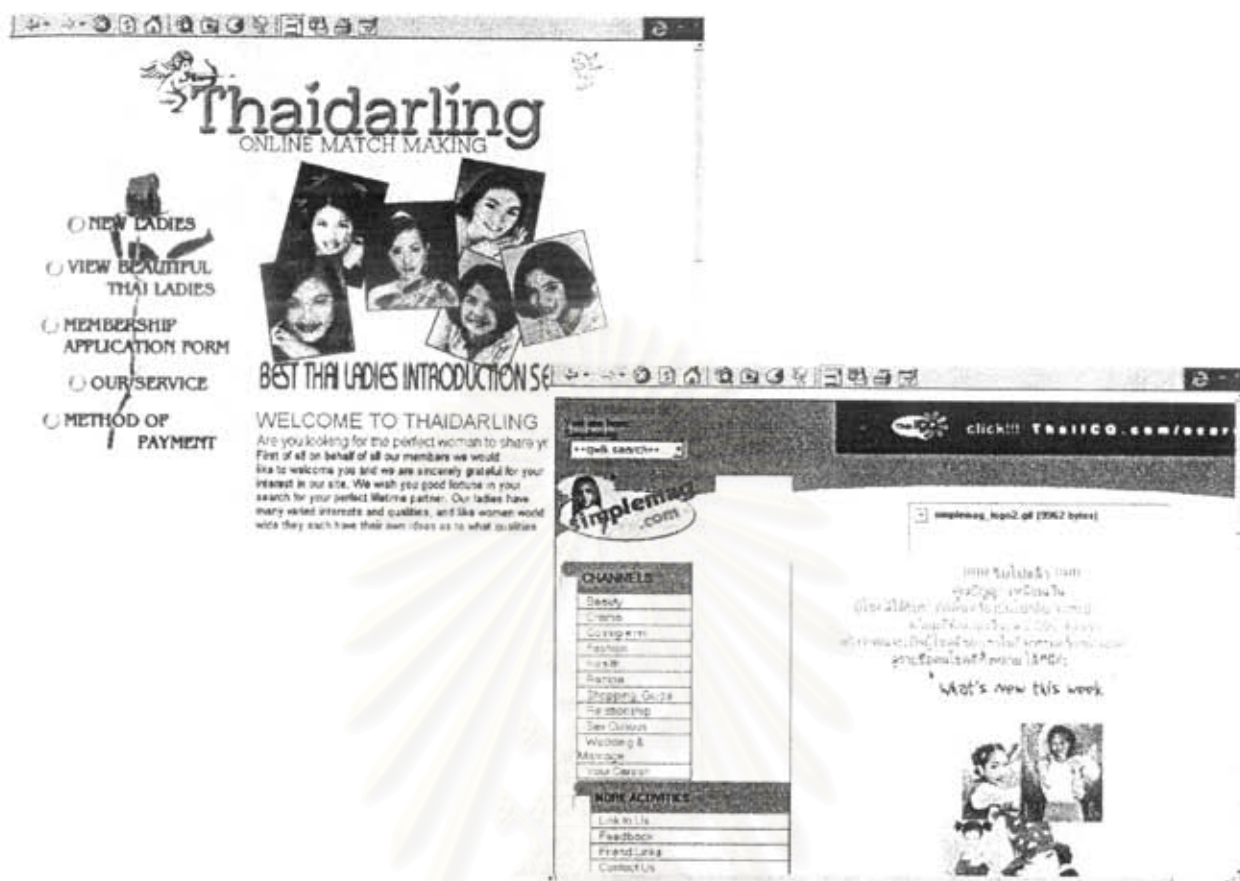 Thaidarling
ONLINE MATCH MAKING
NEW LADIES
VIEW BEAUTIFUL
THAI LADIES
MEMBERSHIP
APPLICATION FORM
OUR SERVICE
METHOD OF
PAYMENT
BEST THAI LADIES INTRODUCTION SE
WELCOME TO THAIDARLING
Are you looking for the perfect woman to share yr
First of all on behalf of all our members we would
like to welcome you and we are sincerely grateful for your
interest in our site. We wish you good fortune in your
search for your perfect lifetime partner. Our ladies have
many varied interests and qualities, and like women world
wide they each have their own ideas as to what qualities
++qwik search++
click!!! ThaiICQ.com/scor
simplemag
.com
simplemag_logo2.gif (9962 bytes)
CHANNELS
Beauty
Fashion
Health
Shopping Guide
Relationship
Sex Curious
Wedding &
Marriage
Your Career
MORE ACTIVITIES
Link to Us
Feedback
Friend Links
Contact Us
what's new this week